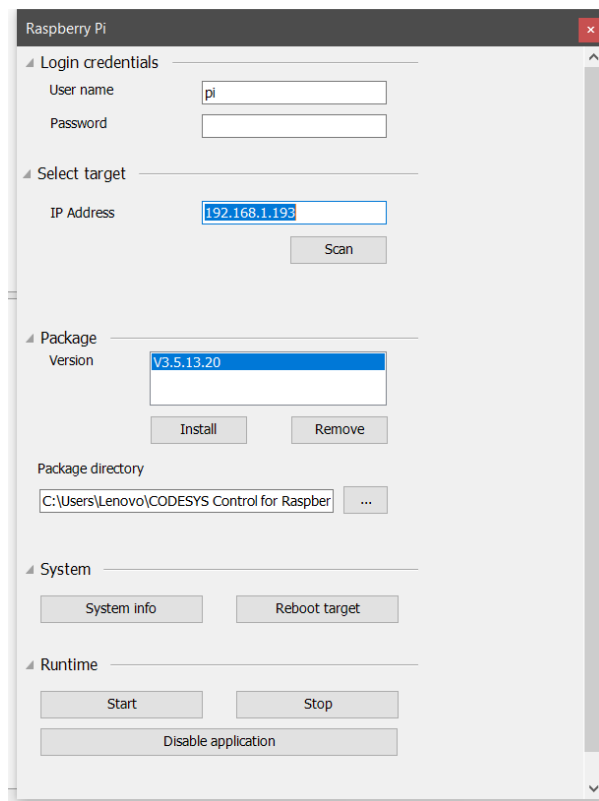 Raspberry Pi
Login credentials
User name
pi
Password
Select target
IP Address
192.168.1.193
Scan
Package
Version
V3.5.13.20
Install
Remove
Package directory
C:\Users\Lenovo\CODESYS Control for Raspber
...
System
System info
Reboot target
Runtime
Start
Stop
Disable application